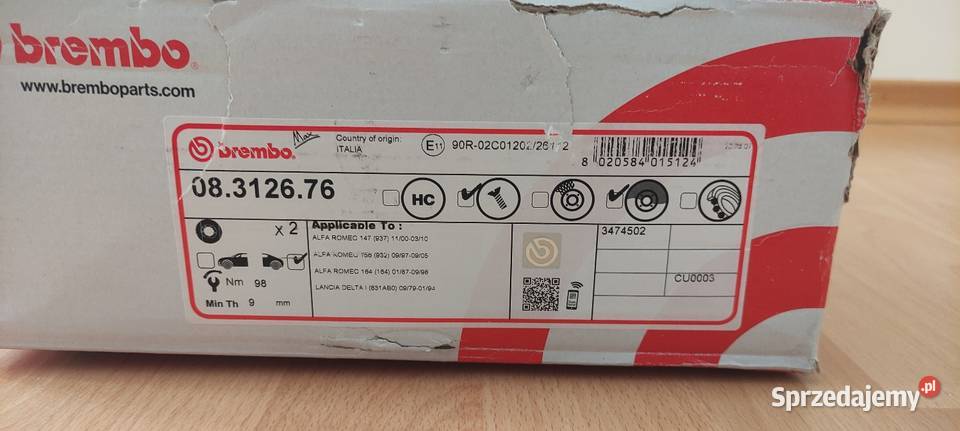 brembo
www.bremboparts.com
brembo. Max
Country of origin:
ITALIA
E11 90R-02C01202/26112
8 020584 015124
08.3126.76
HC
x 2
Nm 98
Min Th 9 mm
Applicable To :
ALFA ROMEO 147 (937) 11/00-03/10
ALFA ROMEO 156 (932) 09/97-09/05
ALFA ROMEO 164 (164) 01/87-09/98
LANCIA DELTA I (831AB0) 09/79-01/94
3474502
CU0003
Sprzedajemy.pl